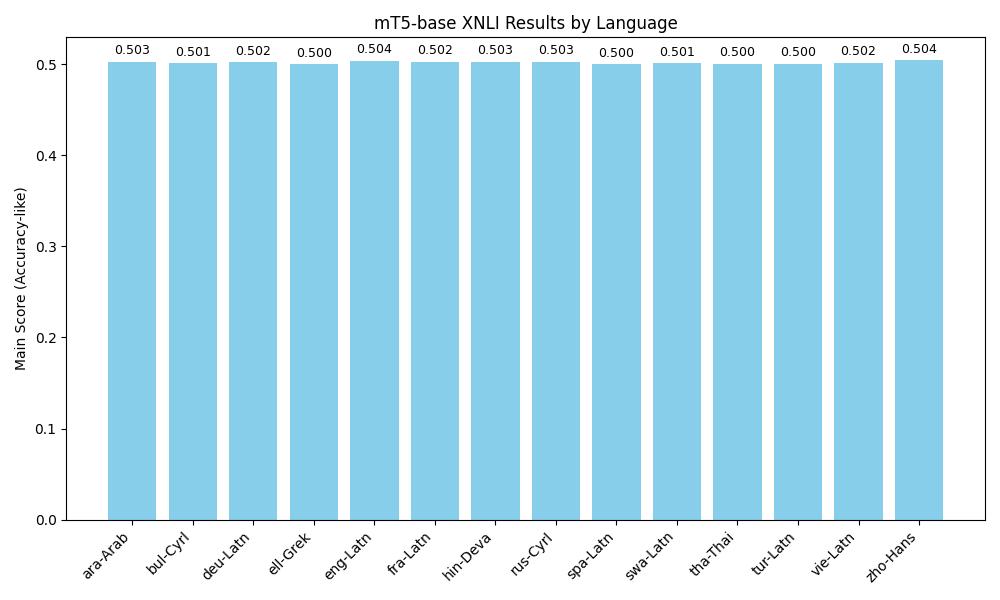 mT5-base XNLI Results by Language
0.503 0.501 0.502 0.500 0.504 0.502 0.503 0.503 0.500 0.501 0.500 0.500 0.502 0.504
Main Score (Accuracy-like)
0.5
0.4
0.3
0.2
0.1
0.0
ara-Arab bul-Cyrl deu-Latn ell-Grek eng-Latn fra-Latn hin-Deva rus-Cyrl spa-Latn swa-Latn tha-Thai tur-Latn vie-Latn zho-Hans